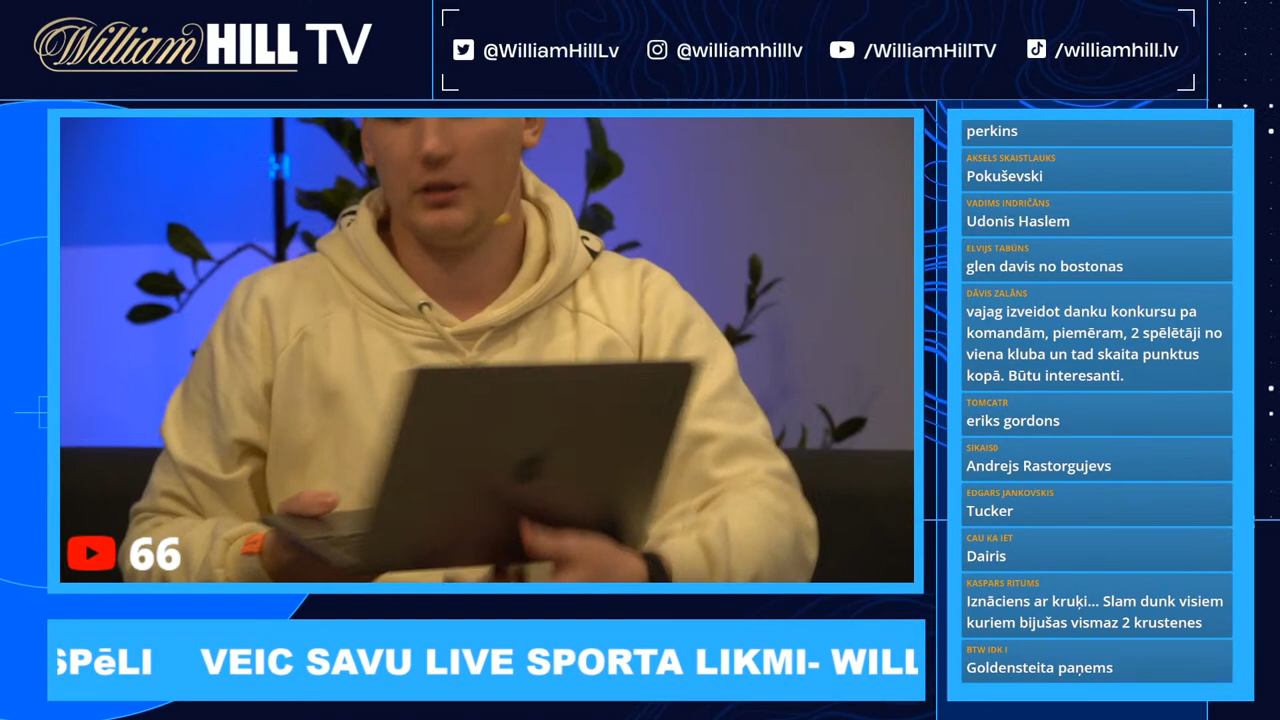 William HILL TV
@WilliamHillLv
@williamhilllv
/WilliamHillTV
/williamhill.lv
perkins
AKSELS SKAISTLAUKS
Pokuševski
VADIMS INDRIČĀNS
Udonis Haslem
ELVIJS TABŪNS
glen davis no bostonas
DĀVIS ZALĀNS
vajag izveidot danku konkursu pa
komandām, piemēram, 2 spēlētāji no
viena kluba un tad skaita punktus
kopā. Būtu interesanti.
TOMCATR
eriks gordons
SIKAIS0
Andrejs Rastorgujevs
EDGARS JANKOVSKIS
Tucker
CAU KA IET
Dairis
KASPARS RITUMS
Iznāciens ar kruķi... Slam dunk visiem
kuriem bijušas vismaz 2 krustenes
BTW IDK I
Goldensteita paņems
66
SPēLI VEIC SAVU LIVE SPORTA LIKMI- WILL